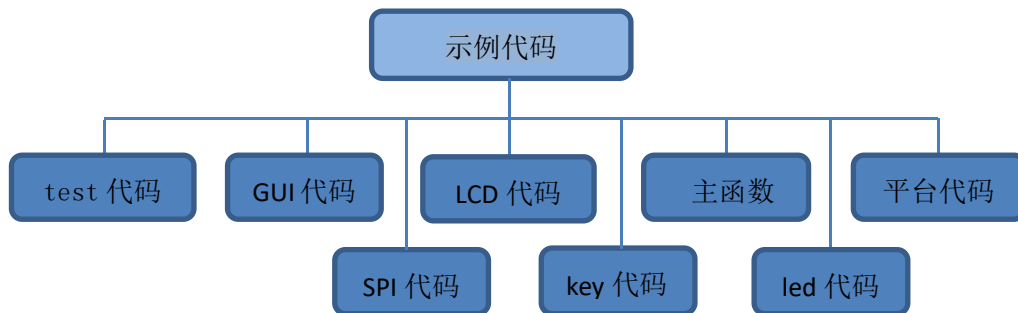 示例代码
test 代码
GUI 代码
LCD 代码
主函数
平台代码
SPI 代码
key 代码
led 代码